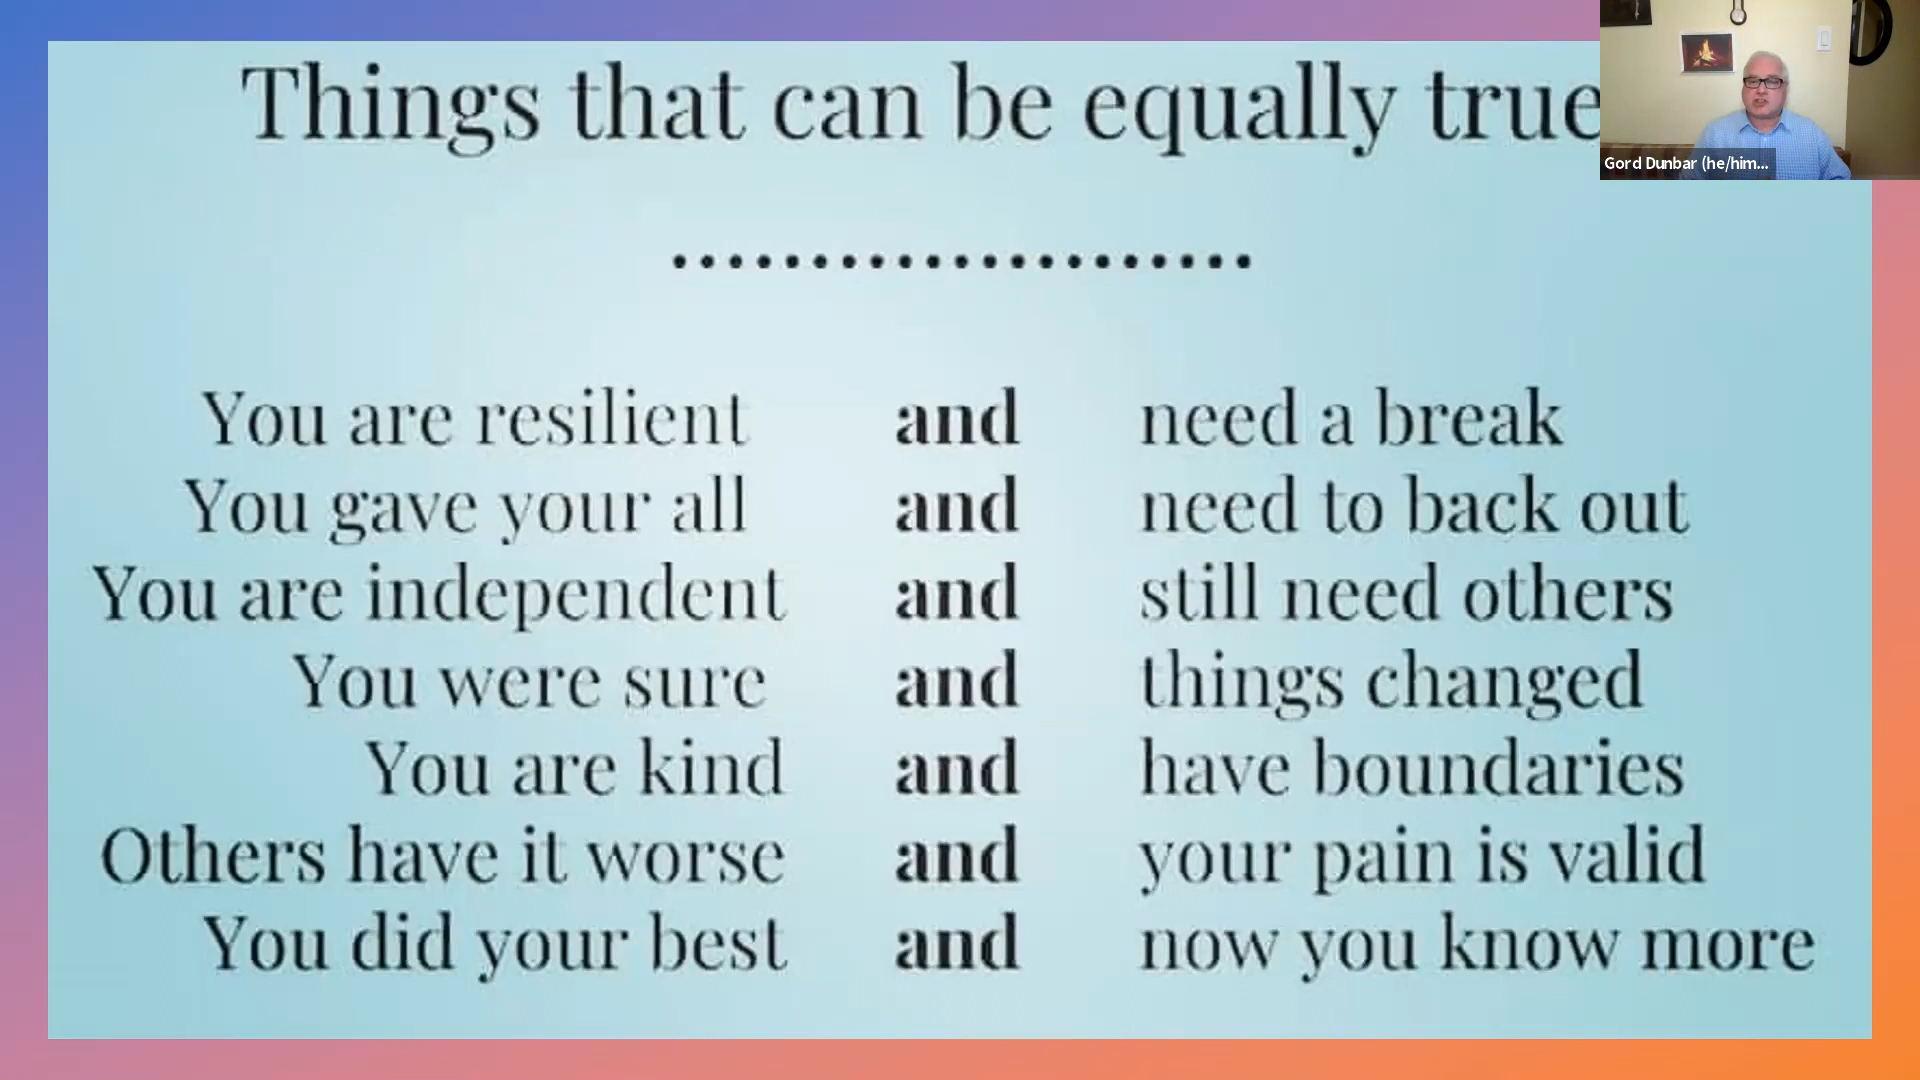 Things that can be equally true
Gord Dunbar (he/him...
You are resilient and need a break
You gave your all and need to back out
You are independent and still need others
You were sure and things changed
You are kind and have boundaries
Others have it worse and your pain is valid
You did your best and now you know more